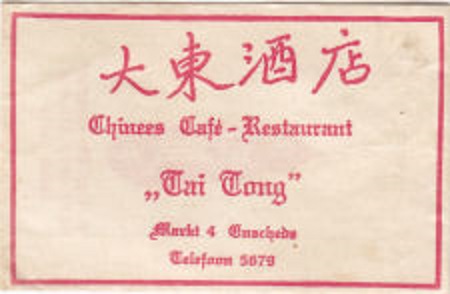 大東酒店
Chinees Café-Restaurant
„Tai Tong”
Markt 4 Enschede
Telefoon 5679